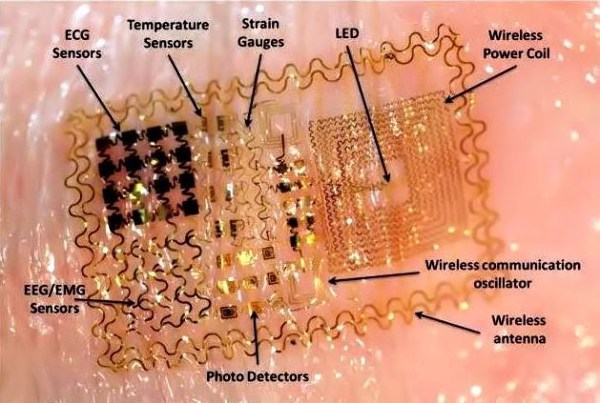 ECG
Sensors
Temperature
Sensors
Strain
Gauges
LED
Wireless
Power Coil
EEG/EMG
Sensors
Wireless communication
oscillator
Wireless
antenna
Photo Detectors